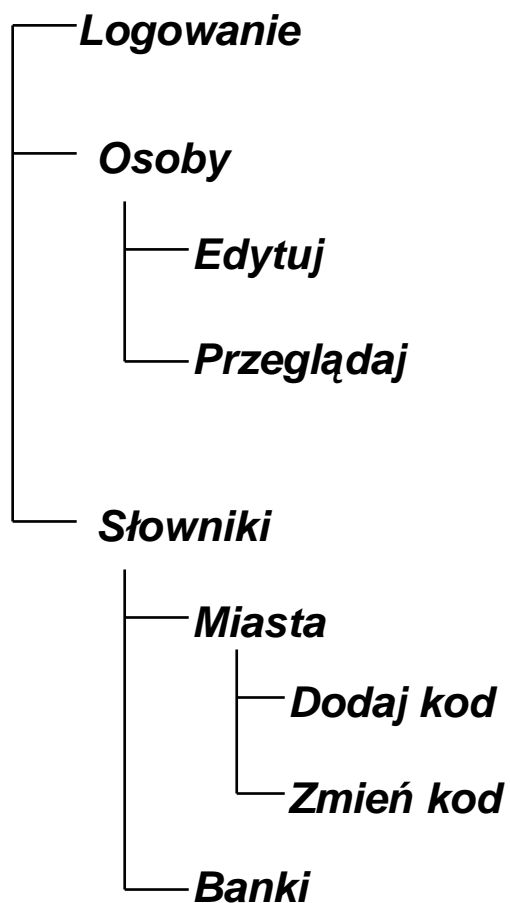 Logowanie
Osoby
Edytuj
Przeglądaj
Słowniki
Miasta
Dodaj kod
Zmień kod
Banki